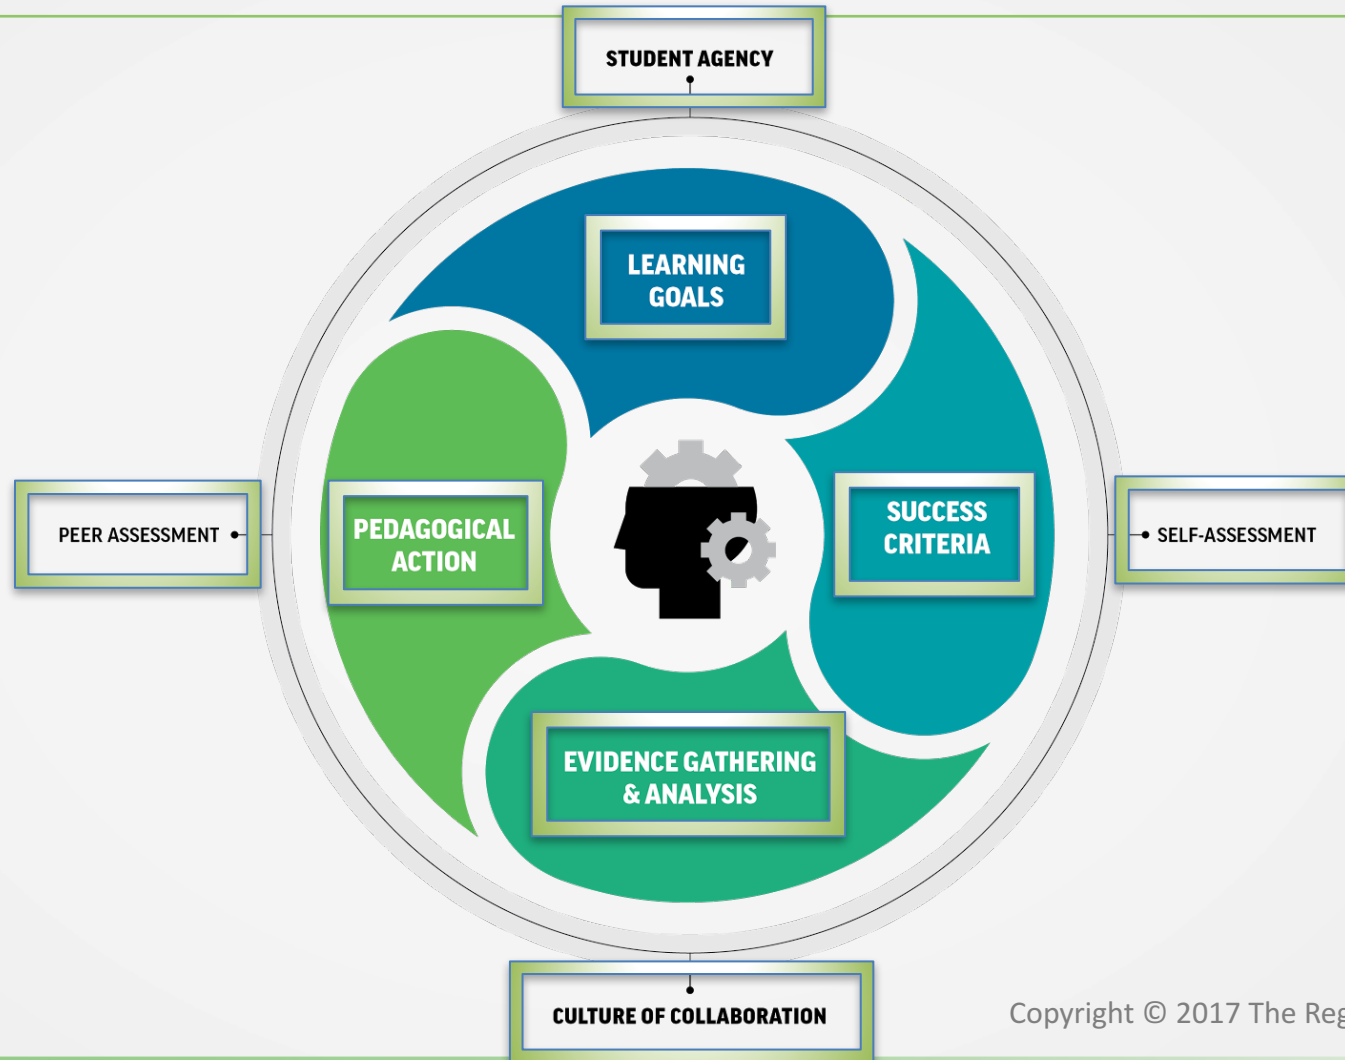 STUDENT AGENCY
LEARNING
GOALS
PEDAGOGICAL
ACTION
SUCCESS
CRITERIA
PEER ASSESSMENT
SELF-ASSESSMENT
EVIDENCE GATHERING
& ANALYSIS
CULTURE OF COLLABORATION
Copyright © 2017 The Reg